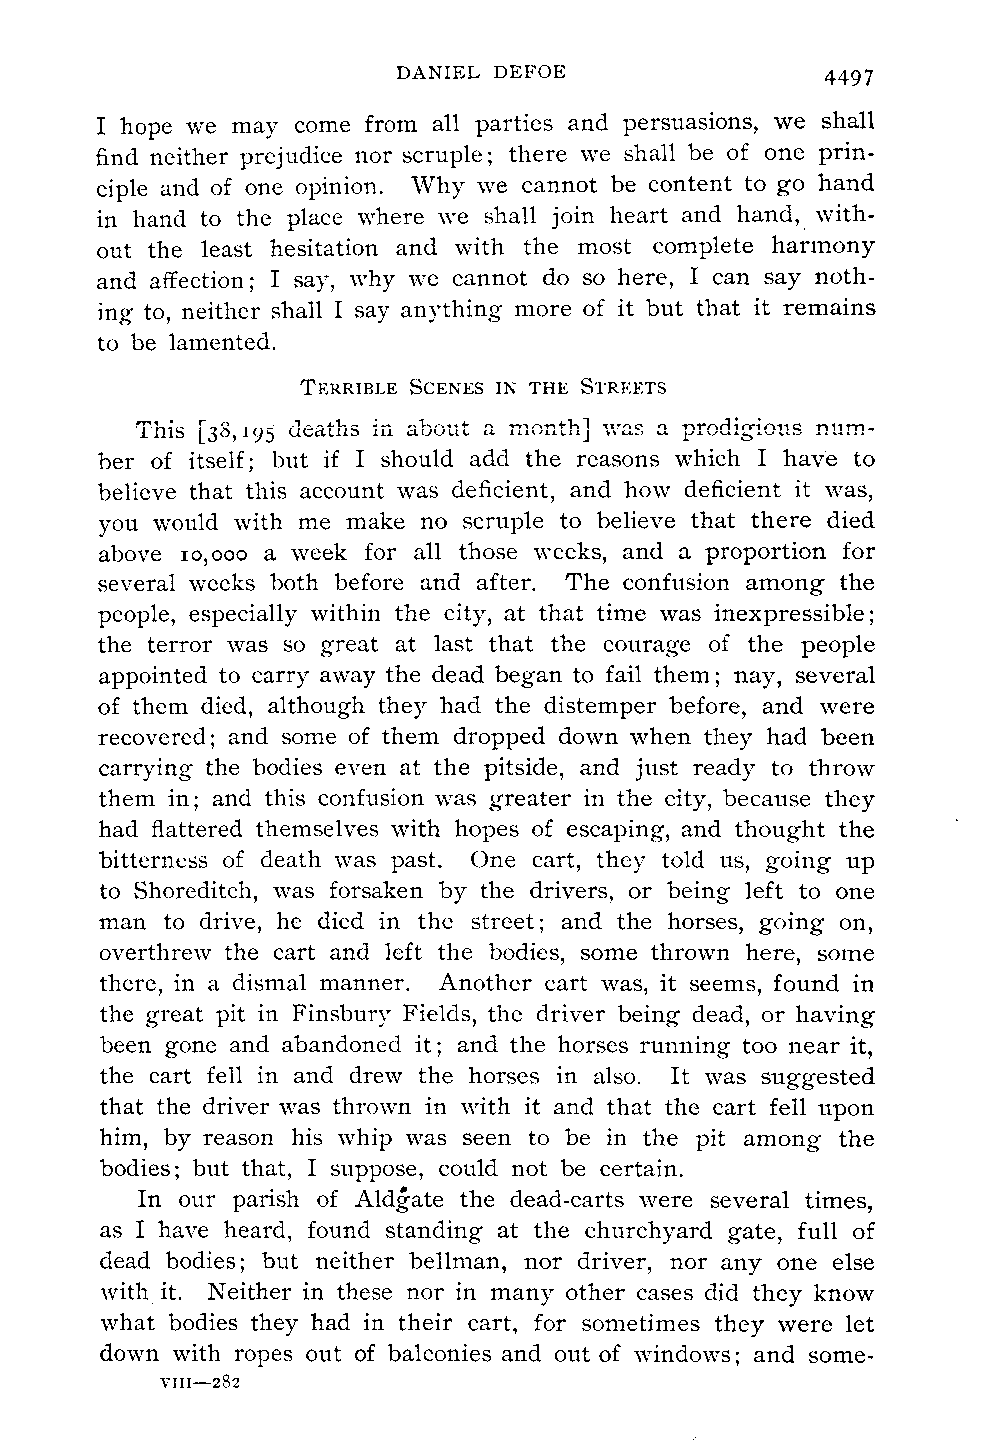 DANIEL DEFOE 4497
I hope we may come from all parties and persuasions, we shall
find neither prejudice nor scruple; there we shall be of one prin-
ciple and of one opinion. Why we cannot be content to go hand
in hand to the place where we shall join heart and hand, with-
out the least hesitation and with the most complete harmony
and affection; I say, why we cannot do so here, I can say noth-
ing to, neither shall I say anything more of it but that it remains
to be lamented.
TERRIBLE SCENES IN THE STREETS
This [38,195 deaths in about a month] was a prodigious num-
ber of itself; but if I should add the reasons which I have to
believe that this account was deficient, and how deficient it was,
you would with me make no scruple to believe that there died
above 10,000 a week for all those weeks, and a proportion for
several weeks both before and after. The confusion among the
people, especially within the city, at that time was inexpressible;
the terror was so great at last that the courage of the people
appointed to carry away the dead began to fail them; nay, several
of them died, although they had the distemper before, and were
recovered; and some of them dropped down when they had been
carrying the bodies even at the pitside, and just ready to throw
them in; and this confusion was greater in the city, because they
had flattered themselves with hopes of escaping, and thought the
bitterness of death was past. One cart, they told us, going up
to Shoreditch, was forsaken by the drivers, or being left to one
man to drive, he died in the street; and the horses, going on,
overthrew the cart and left the bodies, some thrown here, some
there, in a dismal manner. Another cart was, it seems, found in
the great pit in Finsbury Fields, the driver being dead, or having
been gone and abandoned it; and the horses running too near it,
the cart fell in and drew the horses in also. It was suggested
that the driver was thrown in with it and that the cart fell upon
him, by reason his whip was seen to be in the pit among the
bodies; but that, I suppose, could not be certain.
In our parish of Aldgate the dead-carts were several times,
as I have heard, found standing at the churchyard gate, full of
dead bodies; but neither bellman, nor driver, nor any one else
with it. Neither in these nor in many other cases did they know
what bodies they had in their cart, for sometimes they were let
down with ropes out of balconies and out of windows; and some-
VIII—282